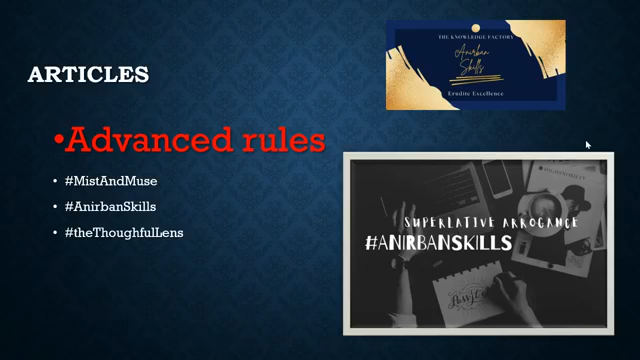 THE KNOWLEDGE FACTORY
Anirban
Skills
Erudite Excellence
ARTICLES
•Advanced rules
• #MistAndMuse
• #AnirbanSkills
• #theThoughfulLens
SUPERLATIVE ARROGANCE
#ANIRBANSKILLS